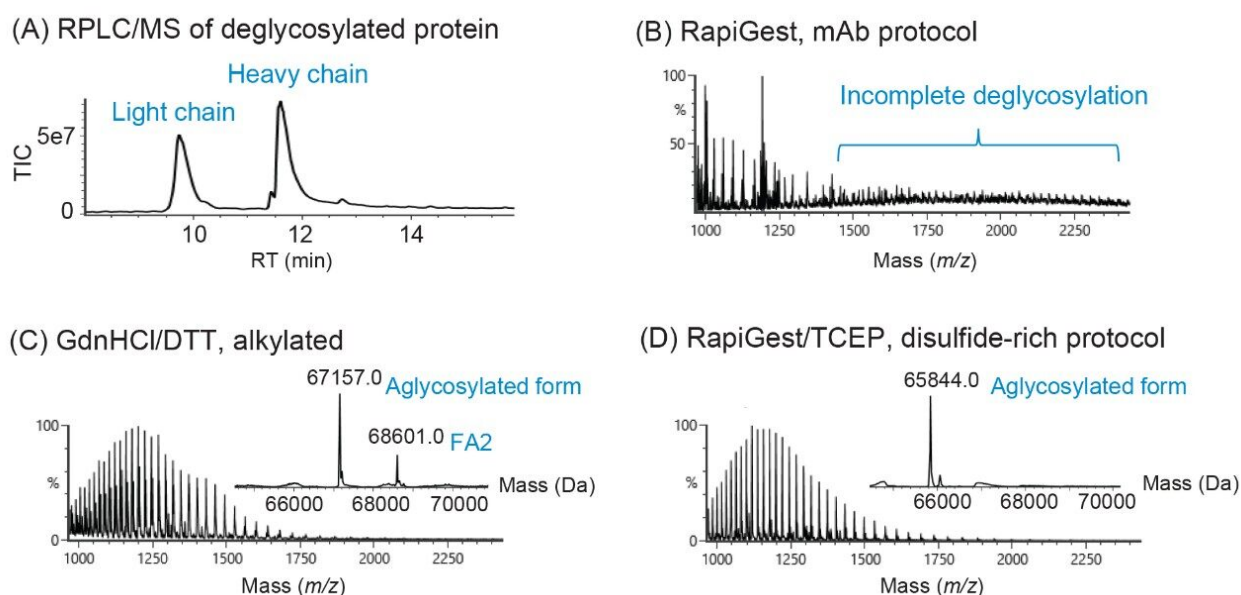 (A) RPLC/MS of deglycosylated protein
Heavy chain
Light chain
5e7
TIC
0
10 12 14
RT (min)
(B) RapiGest, mAb protocol
100
%
Incomplete deglycosylation
50
1000 1250 1500 1750 2000 2250
Mass (m/z)
(C) GdnHCl/DTT, alkylated
67157.0 Aglycosylated form
68601.0 FA2
100
%
0
66000 68000 70000 Mass (Da)
1000 1250 1500 1750 2000 2250
Mass (m/z)
(D) RapiGest/TCEP, disulfide-rich protocol
65844.0 Aglycosylated form
100
%
0
66000 68000 70000 Mass (Da)
1000 1250 1500 1750 2000 2250
Mass (m/z)